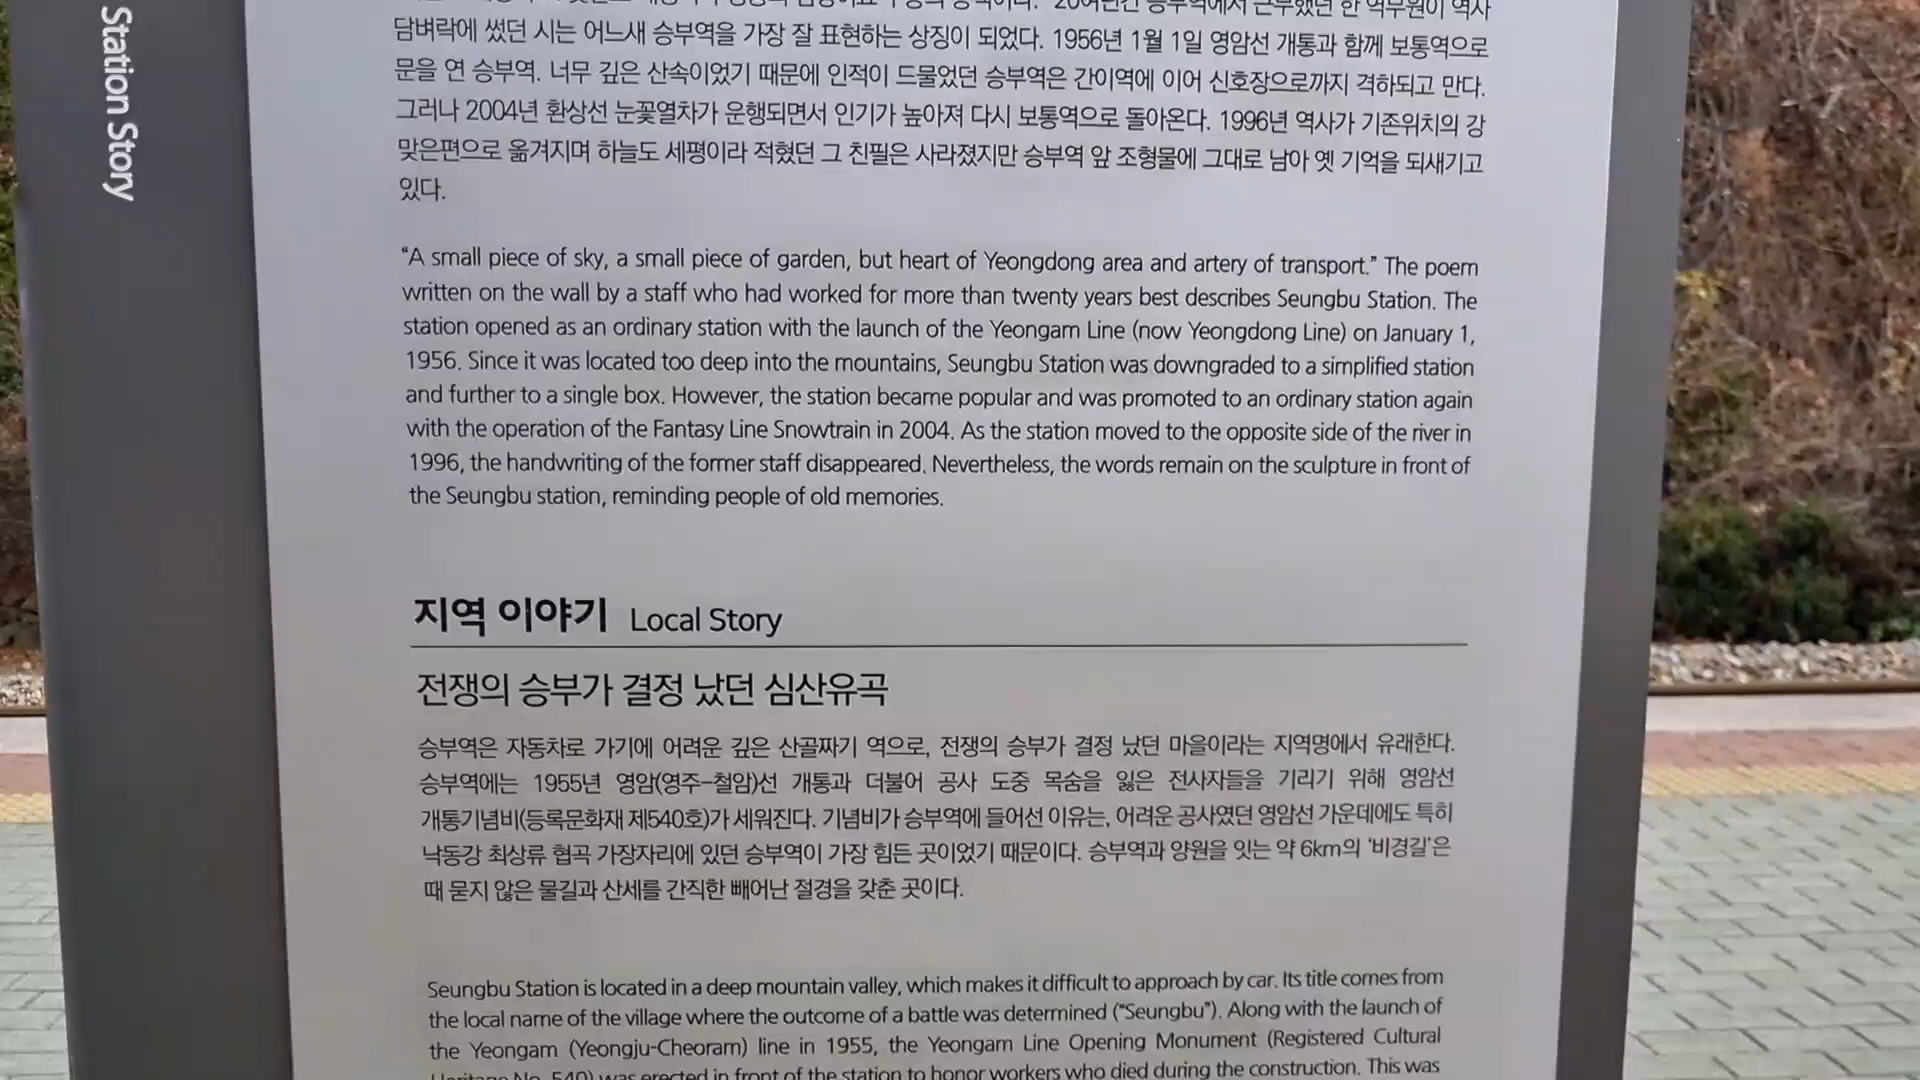 Station Story
20여년간 승부역에서 근무했던 한 역무원이 역사
담벼락에 썼던 시는 어느새 승부역을 가장 잘 표현하는 상징이 되었다. 1956년 1월 1일 영암선 개통과 함께 보통역으로
문을 연 승부역. 너무 깊은 산속이었기 때문에 인적이 드물었던 승부역은 간이역에 이어 신호장으로까지 격하되고 만다.
그러나 2004년 환상선 눈꽃열차가 운행되면서 인기가 높아져 다시 보통역으로 돌아온다. 1996년 역사가 기존위치의 강
맞은편으로 옮겨지며 하늘도 세평이라 적혔던 그 친필은 사라졌지만 승부역 앞 조형물에 그대로 남아 옛 기억을 되새기고
있다.
“A small piece of sky, a small piece of garden, but heart of Yeongdong area and artery of transport.” The poem
written on the wall by a staff who had worked for more than twenty years best describes Seungbu Station. The
station opened as an ordinary station with the launch of the Yeongam Line (now Yeongdong Line) on January 1,
1956. Since it was located too deep into the mountains, Seungbu Station was downgraded to a simplified station
and further to a single box. However, the station became popular and was promoted to an ordinary station again
with the operation of the Fantasy Line Snowtrain in 2004. As the station moved to the opposite side of the river in
1996, the handwriting of the former staff disappeared. Nevertheless, the words remain on the sculpture in front of
the Seungbu station, reminding people of old memories.
지역 이야기 Local Story
전쟁의 승부가 결정 났던 심산유곡
승부역은 자동차로 가기에 어려운 깊은 산골짜기 역으로, 전쟁의 승부가 결정 났던 마을이라는 지역명에서 유래한다.
승부역에는 1955년 영암(영주-철암)선 개통과 더불어 공사 도중 목숨을 잃은 전사자들을 기리기 위해 영암선
개통기념비(등록문화재 제540호)가 세워진다. 기념비가 승부역에 들어선 이유는, 어려운 공사였던 영암선 가운데에도 특히
낙동강 최상류 협곡 가장자리에 있던 승부역이 가장 힘든 곳이었기 때문이다. 승부역과 양원을 잇는 약 6km의 '비경길'은
때 묻지 않은 물길과 산세를 간직한 빼어난 절경을 갖춘 곳이다.
Seungbu Station is located in a deep mountain valley, which makes it difficult to approach by car. Its title comes from
the local name of the village where the outcome of a battle was determined (“Seungbu”). Along with the launch of
the Yeongam (Yeongju-Cheoram) line in 1955, the Yeongam Line Opening Monument (Registered Cultural
Heritage No. 540) was erected in front of the station to honor workers who died during the construction. This was